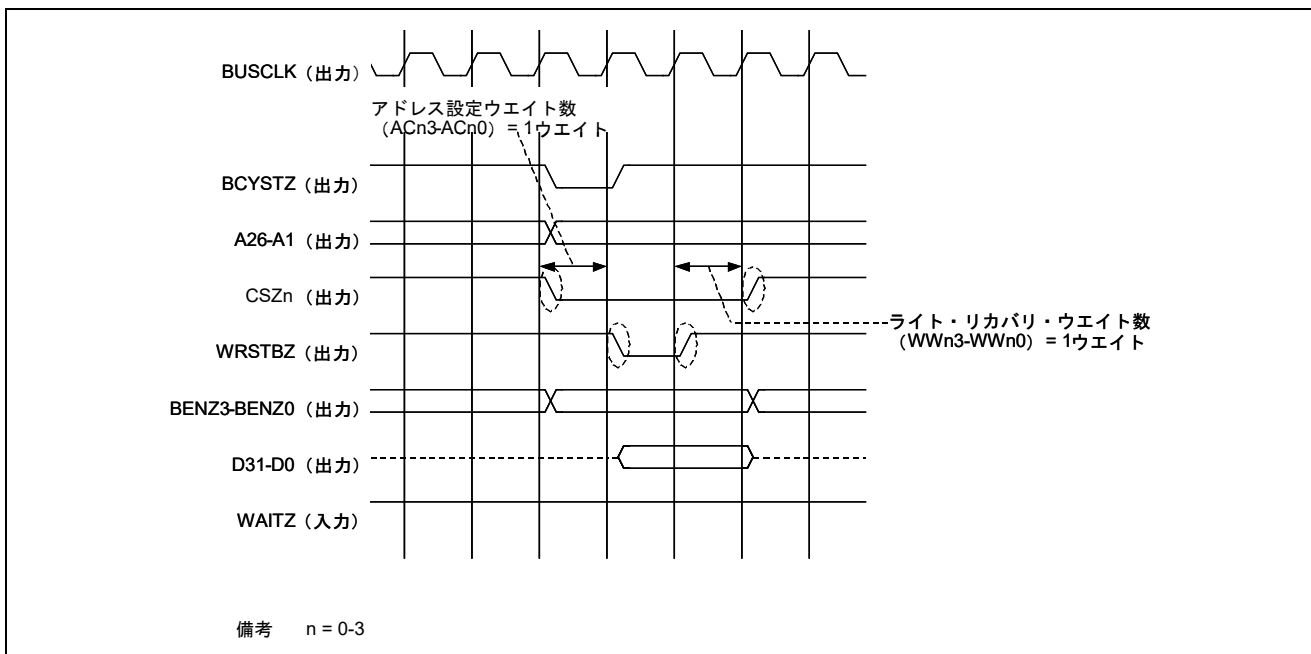 BUSCLK（出力）
アドレス設定ウエイト数
（ACn3-ACn0）= 1ウエイト
BCYSTZ（出力）
A26-A1（出力）
CSZn（出力）
ライト・リカバリ・ウエイト数
（WWn3-WWn0）= 1ウエイト
WRSTBZ（出力）
BENZ3-BENZ0（出力）
D31-D0（出力）
WAITZ（入力）
備考 n = 0-3